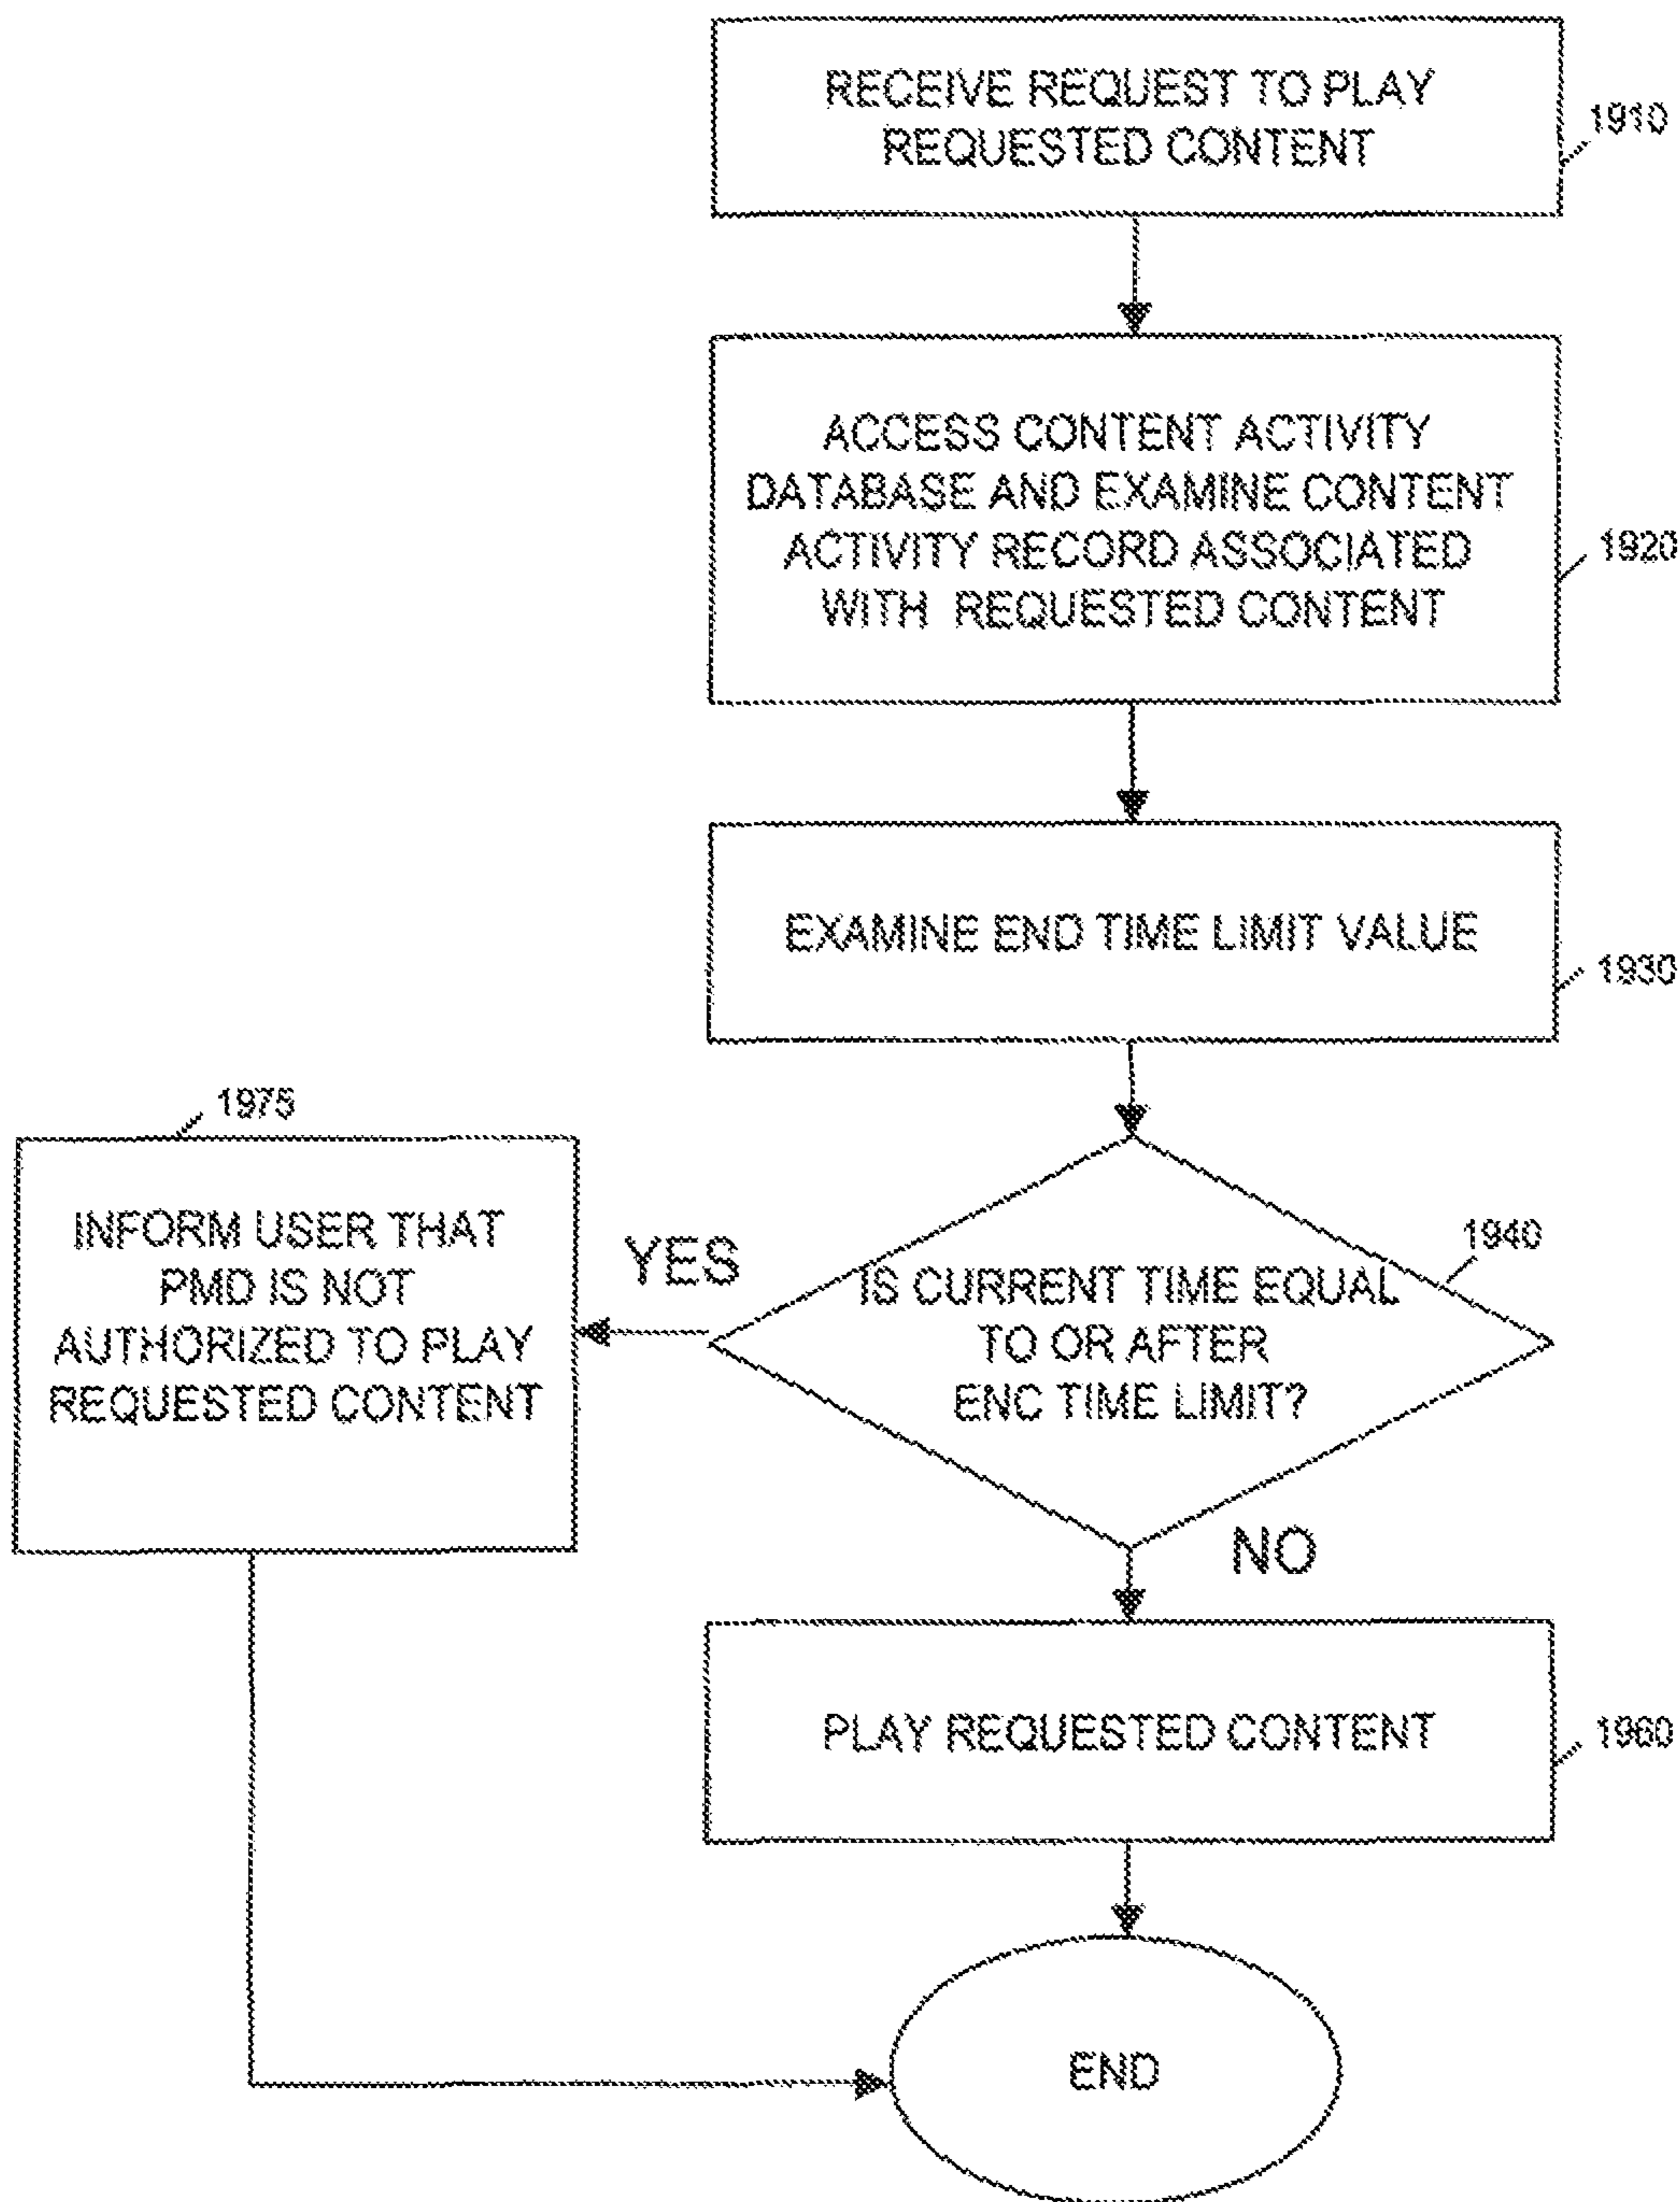 RECEIVE REQUEST TO PLAY
REQUESTED CONTENT
1910
ACCESS CONTENT ACTIVITY
DATABASE AND EXAMINE CONTENT
ACTIVITY RECORD ASSOCIATED
WITH REQUESTED CONTENT
1920
EXAMINE END TIME LIMIT VALUE
1930
1975
INFORM USER THAT
PMD IS NOT
AUTHORIZED TO PLAY
REQUESTED CONTENT
YES
1940
IS CURRENT TIME EQUAL
TO OR AFTER
ENC TIME LIMIT?
NO
PLAY REQUESTED CONTENT
1960
END